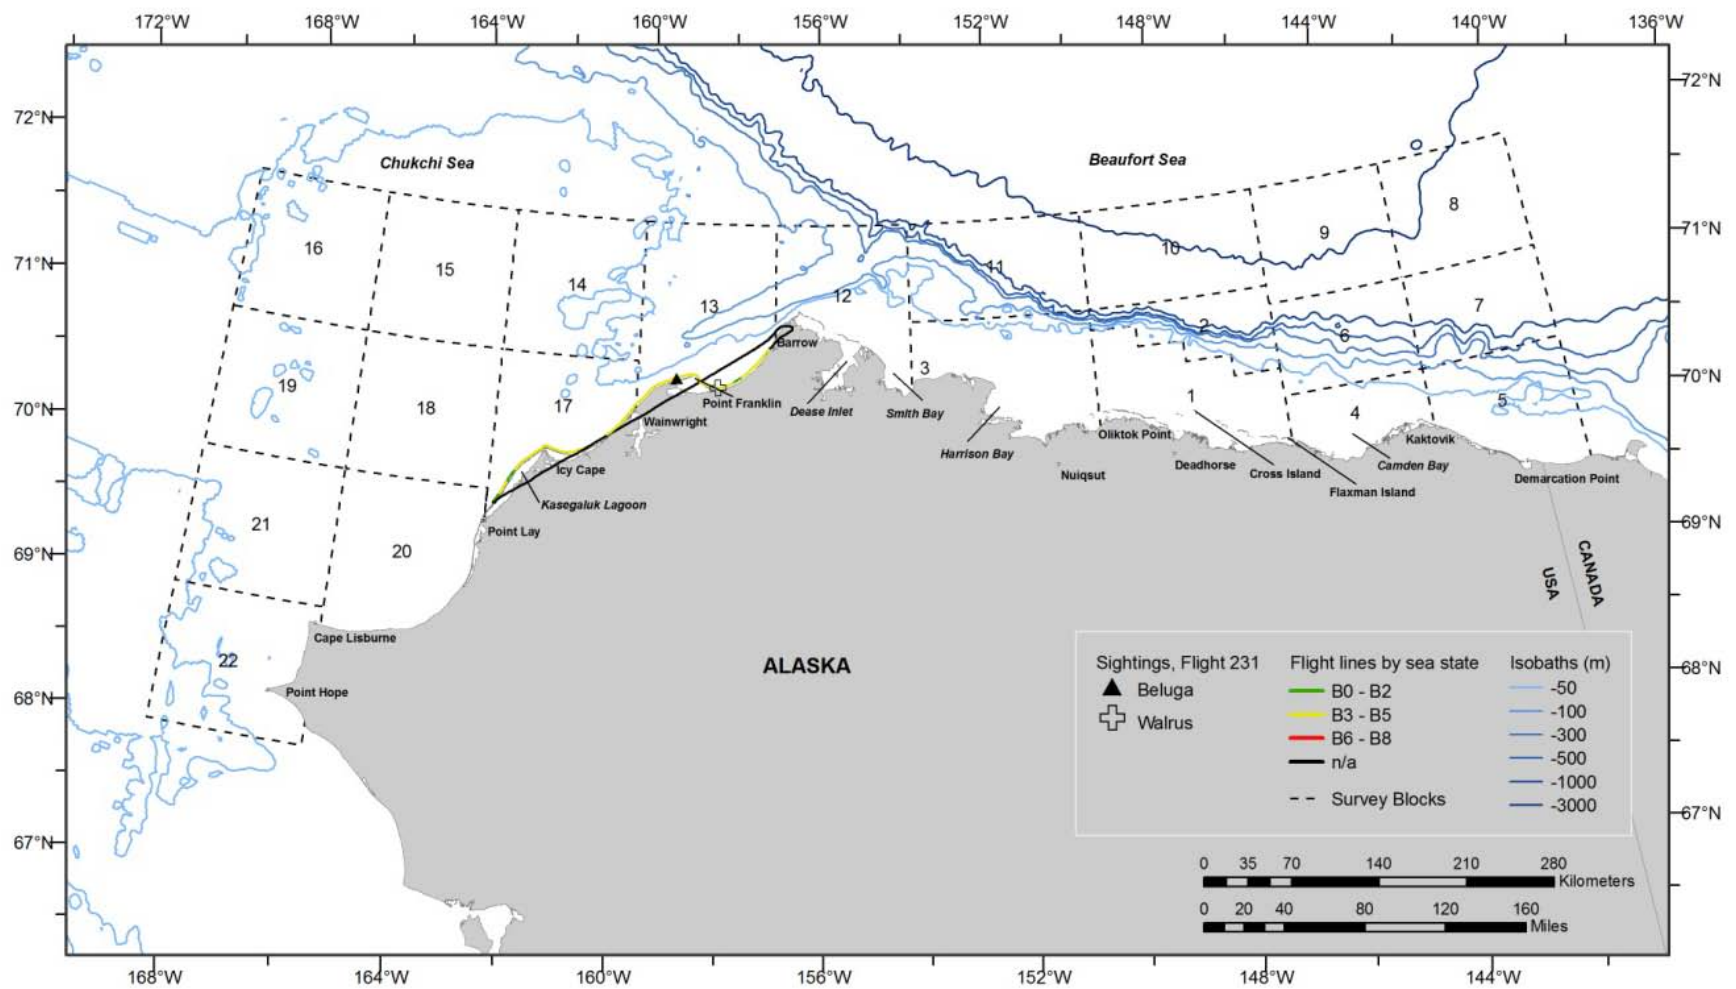 172°W 168°W 164°W 160°W 156°W 152°W 148°W 144°W 140°W 136°W
72°N 72°N
Chukchi Sea Beaufort Sea
8
9
71°N 16 10 71°N
15 11
14
13 12 7
2 6
Barrow
19 3 70°N
70°N 18 17 Point Franklin Dease Inlet Smith Bay 1 4 5
Wainwright Oliktok Point Kaktovik
Harrison Bay
Icy Cape Nuiqsut Deadhorse Cross Island Camden Bay
Flaxman Island Demarcation Point
Kasegaluk Lagoon
21 Point Lay 69°N
69°N 20
USA CANADA
Cape Lisburne
22 ALASKA 68°N
Point Hope
68°N
Sightings, Flight 231
Beluga
Walrus
Flight lines by sea state
B0 - B2
B3 - B5
B6 - B8
n/a
Survey Blocks
Isobaths (m)
-50
-100
-300
-500
-1000
-3000
67°N 67°N
0 35 70 140 210 280
Kilometers
0 20 40 80 120 160
Miles
168°W 164°W 160°W 156°W 152°W 148°W 144°W